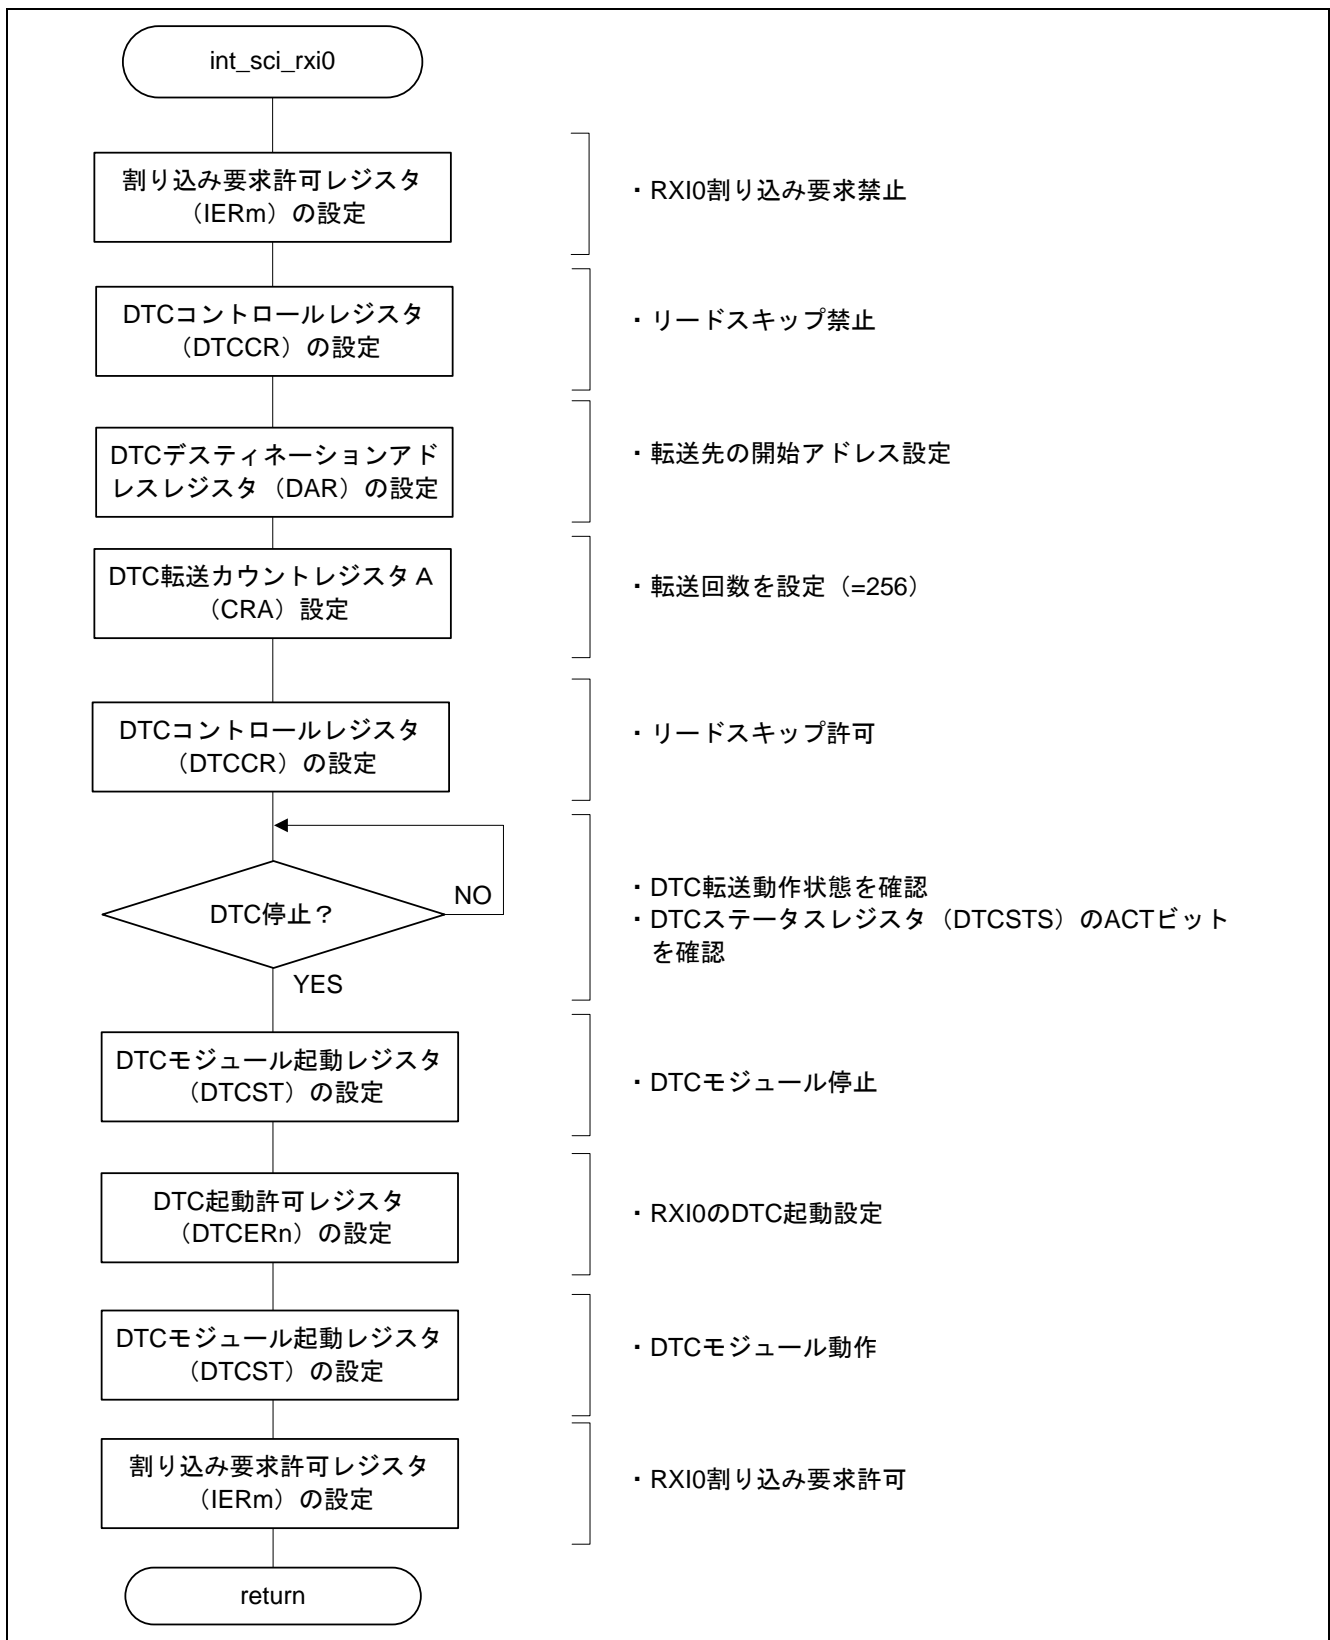 int_sci_rxi0
割り込み要求許可レジスタ
（IERm）の設定
・RXI0割り込み要求禁止
DTCコントロールレジスタ
（DTCCR）の設定
・リードスキップ禁止
DTCデスティネーションアド
レスレジスタ（DAR）の設定
・転送先の開始アドレス設定
DTC転送カウントレジスタＡ
（CRA）設定
・転送回数を設定（=256）
DTCコントロールレジスタ
（DTCCR）の設定
・リードスキップ許可
DTC停止？
NO
YES
・DTC転送動作状態を確認
・DTCステータスレジスタ（DTCSTS）のACTビット
を確認
DTCモジュール起動レジスタ
（DTCST）の設定
・DTCモジュール停止
DTC起動許可レジスタ
（DTCERn）の設定
・RXI0のDTC起動設定
DTCモジュール起動レジスタ
（DTCST）の設定
・DTCモジュール動作
割り込み要求許可レジスタ
（IERm）の設定
・RXI0割り込み要求許可
return